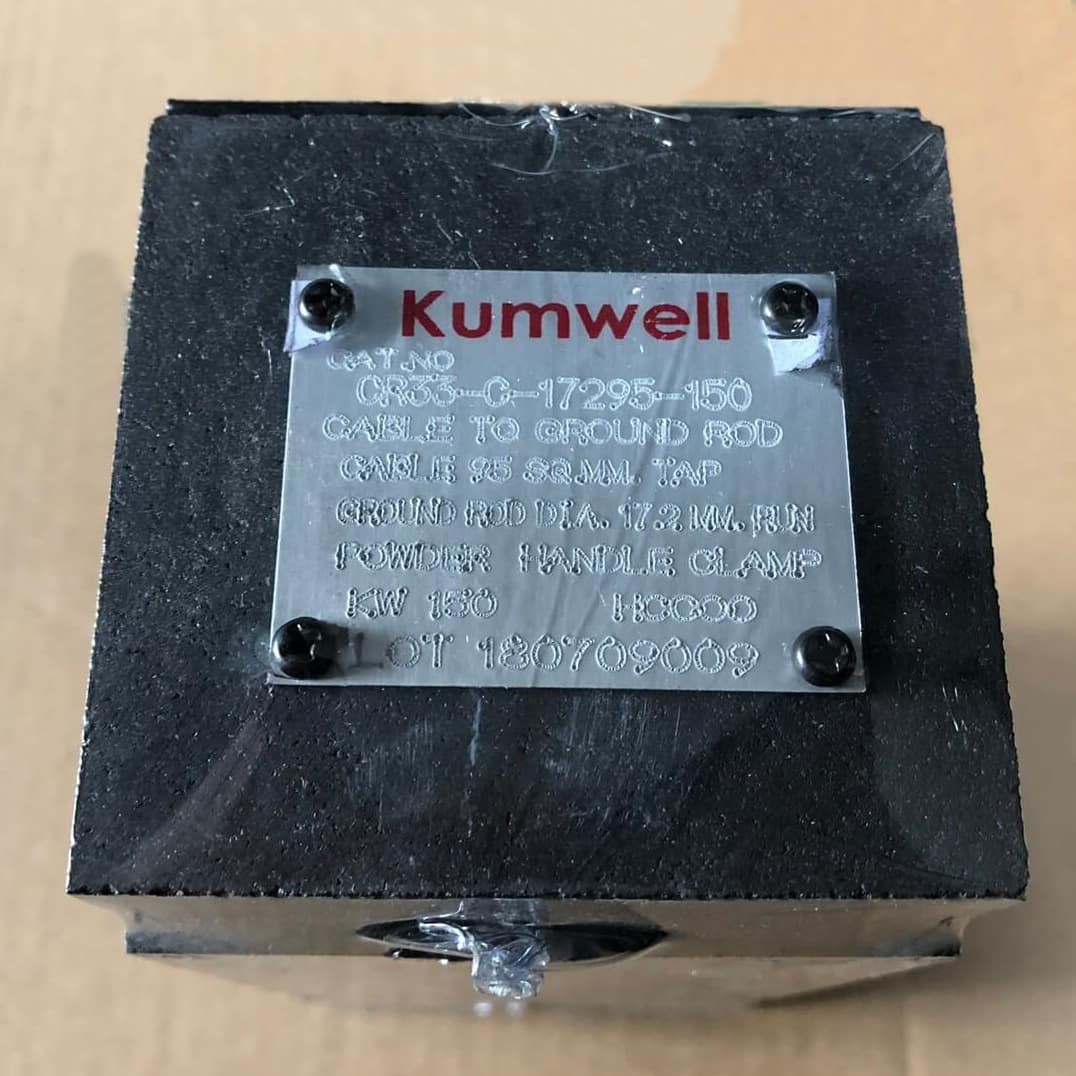 Kumwell
CAT.NO
CR33-C-17295-150
CABLE TO GROUND ROD
CABLE 95 SQ.MM. TAP
GROUND ROD DIA. 17.2 MM. RUN
POWDER HANDLE CLAMP
KW 150 HCC00
LOT 180709009